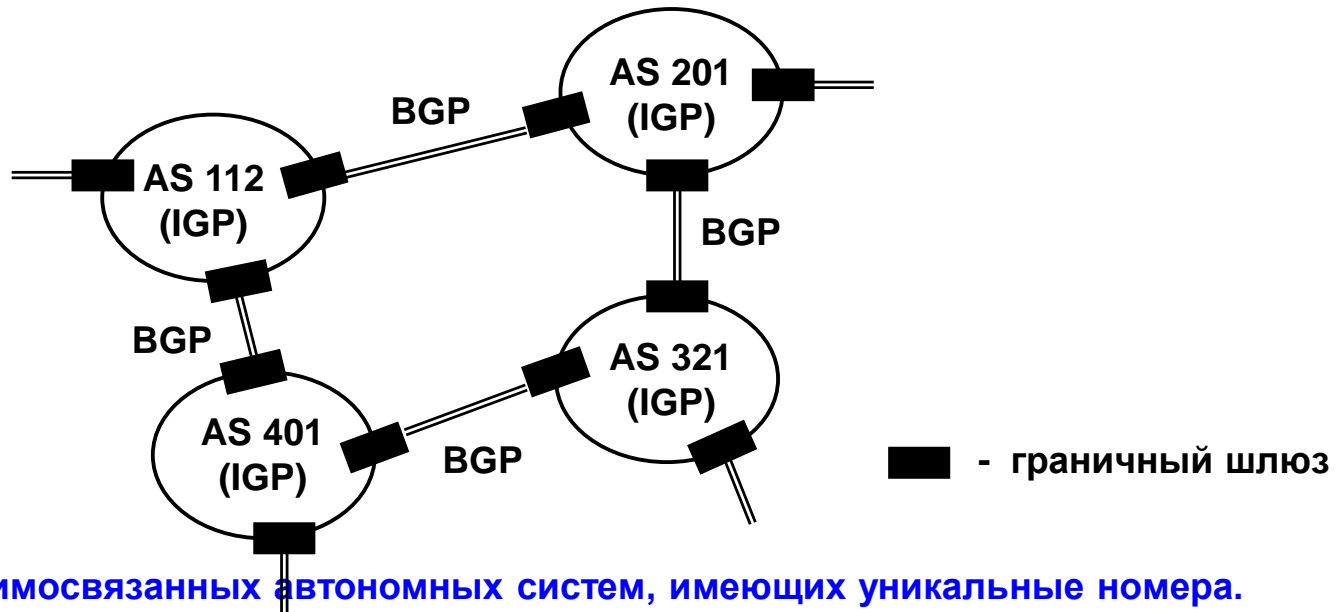 AS 201
(IGP)
BGP
AS 112
(IGP)
BGP
BGP
AS 321
(IGP)
AS 401
(IGP)
BGP
- граничный шлюз
имосвязанных автономных систем, имеющих уникальные номера.